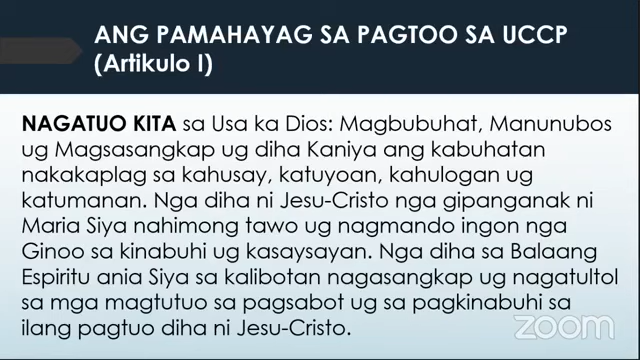 ANG PAMAHAYAG SA PAGTOO SA UCCP
(Artikulo I)
NAGATUO KITA sa Usa ka Dios: Magbubuhat, Manunubos
ug Magsasangkap ug diha Kaniya ang kabuhatan
nakakaplag sa kahusay, katuyoan, kahulogan ug
katumanan. Nga diha ni Jesu-Cristo nga gipanganak ni
Maria Siya nahimong tawo ug nagmando ingon nga
Ginoo sa kinabuhi ug kasaysayan. Nga diha sa Balaang
Espiritu ania Siya sa kalibotan nagasangkap ug nagatultol
sa mga magtutuo sa pagsabot ug sa pagkinabuhi sa
ilang pagtuo diha ni Jesu-Cristo.
zoom